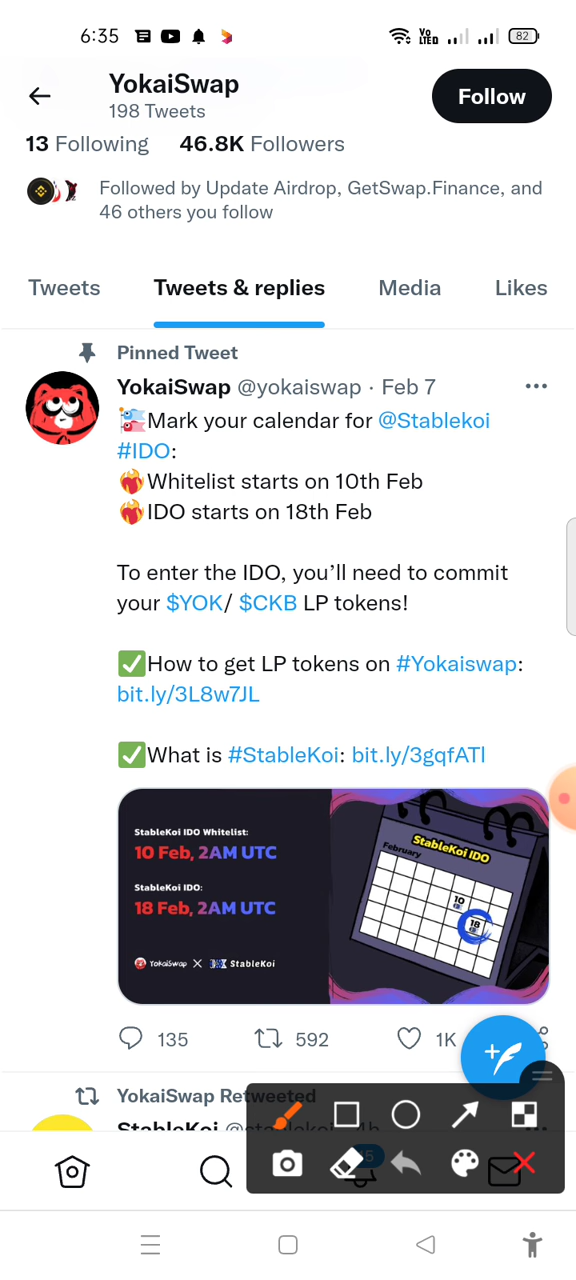 6:35
VoLTED
82
YokaiSwap
198 Tweets
Follow
13 Following 46.8K Followers
Followed by Update Airdrop, GetSwap.Finance, and
46 others you follow
Tweets Tweets & replies Media Likes
Pinned Tweet
YokaiSwap @yokaiswap · Feb 7
🎏Mark your calendar for @Stablekoi
#IDO:
❤️‍🔥Whitelist starts on 10th Feb
❤️‍🔥IDO starts on 18th Feb
To enter the IDO, you’ll need to commit
your $YOK/ $CKB LP tokens!
✅How to get LP tokens on #Yokaiswap:
bit.ly/3L8w7JL
✅What is #StableKoi: bit.ly/3gqfATl
StableKoi IDO Whitelist:
10 Feb, 2AM UTC
StableKoi IDO:
18 Feb, 2AM UTC
YokaiSwap X StableKoi
February
StableKoi IDO
10
18
135 592 1K
YokaiSwap Retweeted
StableKoi @stablekoi · 4h